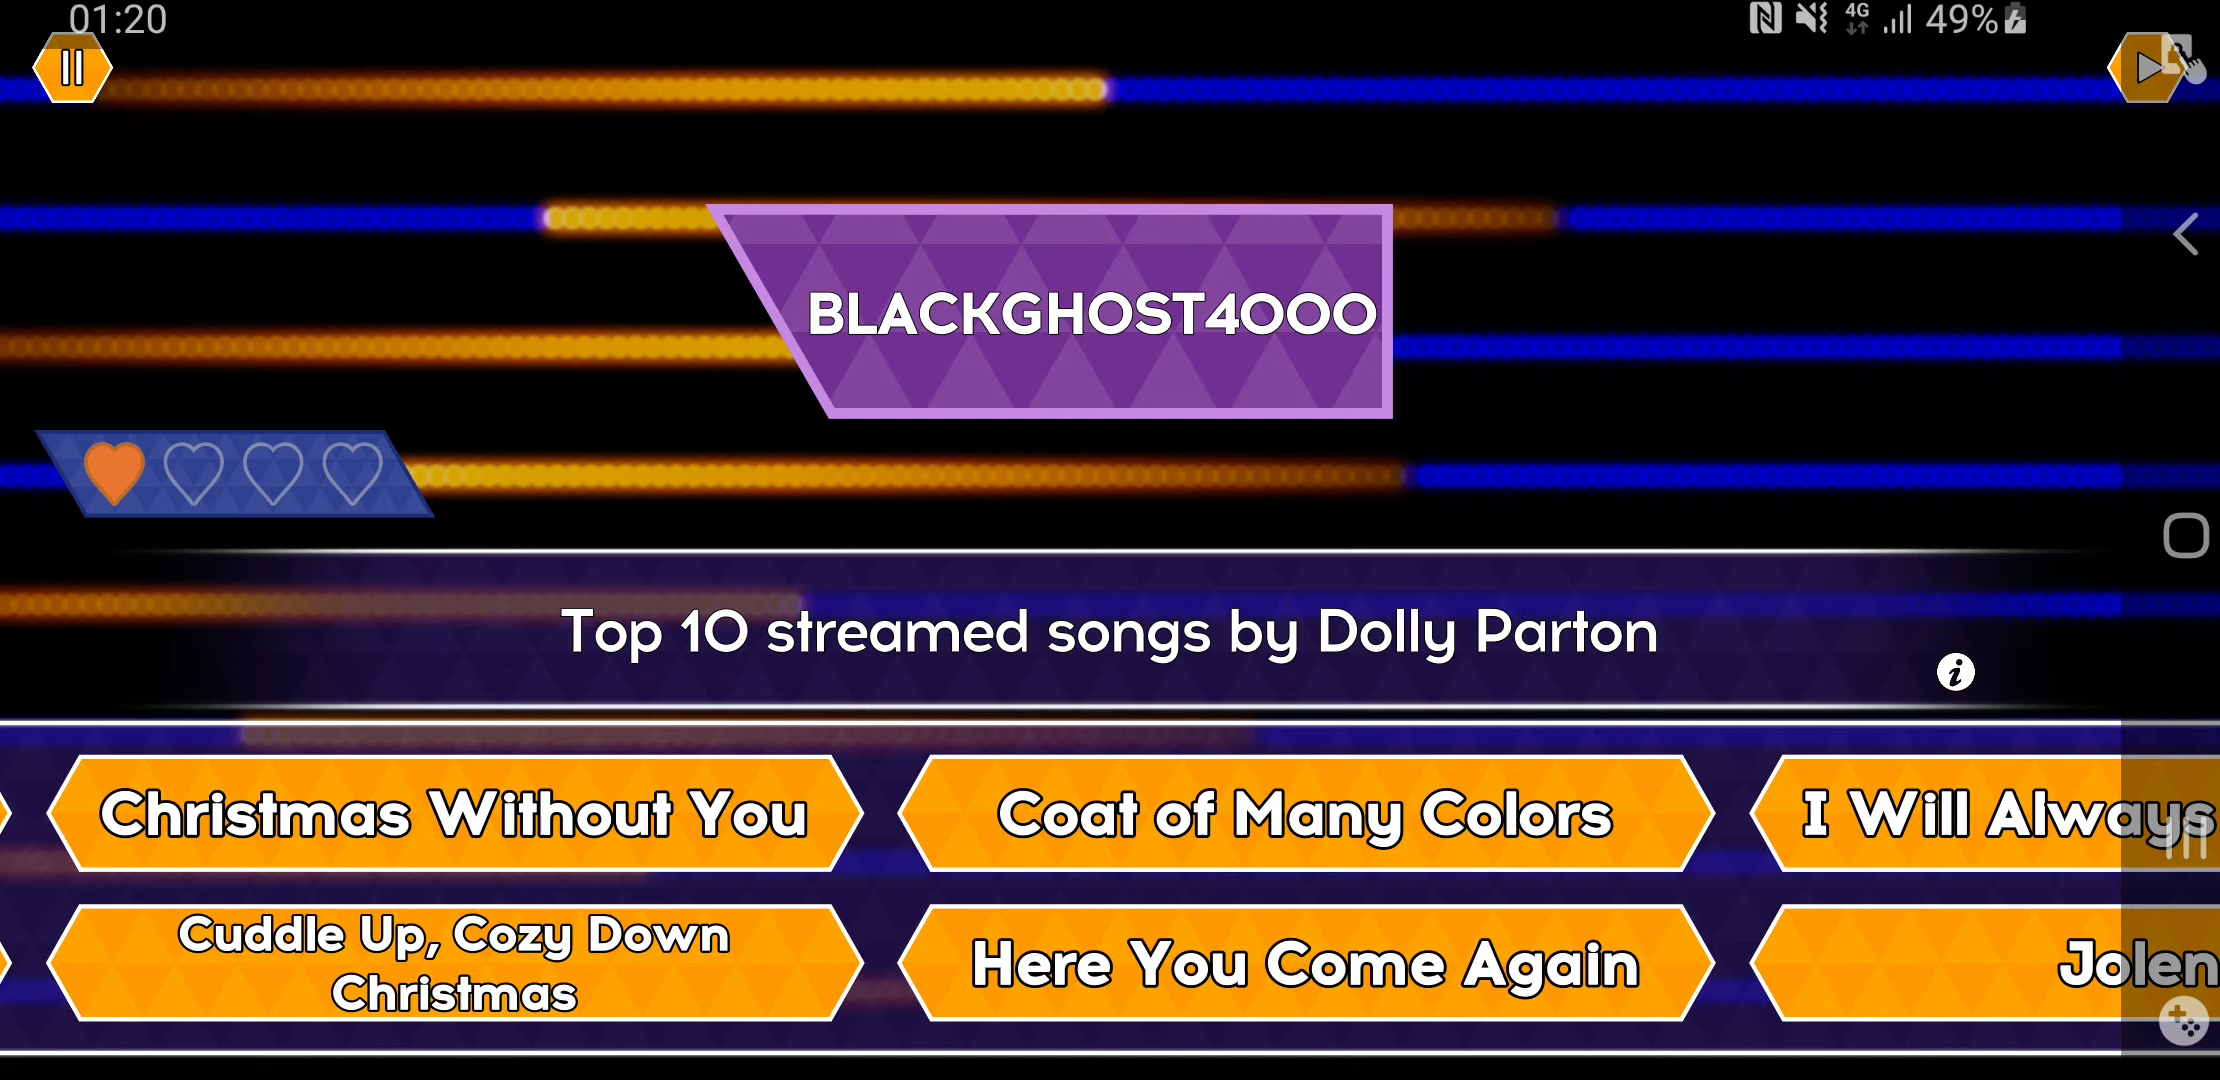 01:20
4G 49%
BLACKGHOST4000
Top 10 streamed songs by Dolly Parton
i
Christmas Without You
Coat of Many Colors
I Will Always
Cuddle Up, Cozy Down
Christmas
Here You Come Again
Jolen